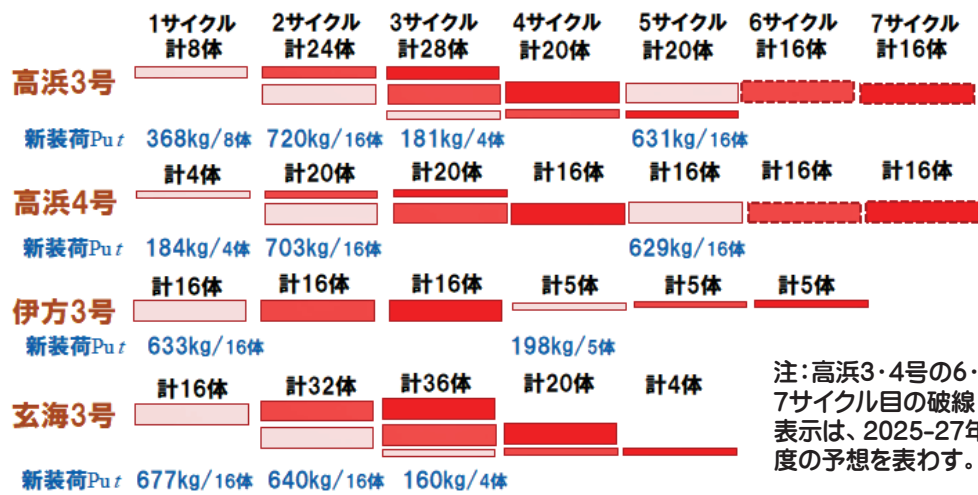 1サイクル 2サイクル 3サイクル 4サイクル 5サイクル 6サイクル 7サイクル
計8体 計24体 計28体 計20体 計20体 計16体 計16体
高浜3号
新装荷Put 368kg/8体 720kg/16体 181kg/4体 631kg/16体
計4体 計20体 計20体 計16体 計16体 計16体 計16体
高浜4号
新装荷Put 184kg/4体 703kg/16体 629kg/16体
計16体 計16体 計16体 計5体 計5体 計5体
伊方3号
新装荷Put 633kg/16体 198kg/5体
計16体 計32体 計36体 計20体 計4体
玄海3号
新装荷Put 677kg/16体 640kg/16体 160kg/4体
注:高浜3・4号の6・
7サイクル目の破線
表示は、2025-27年
度の予想を表わす。